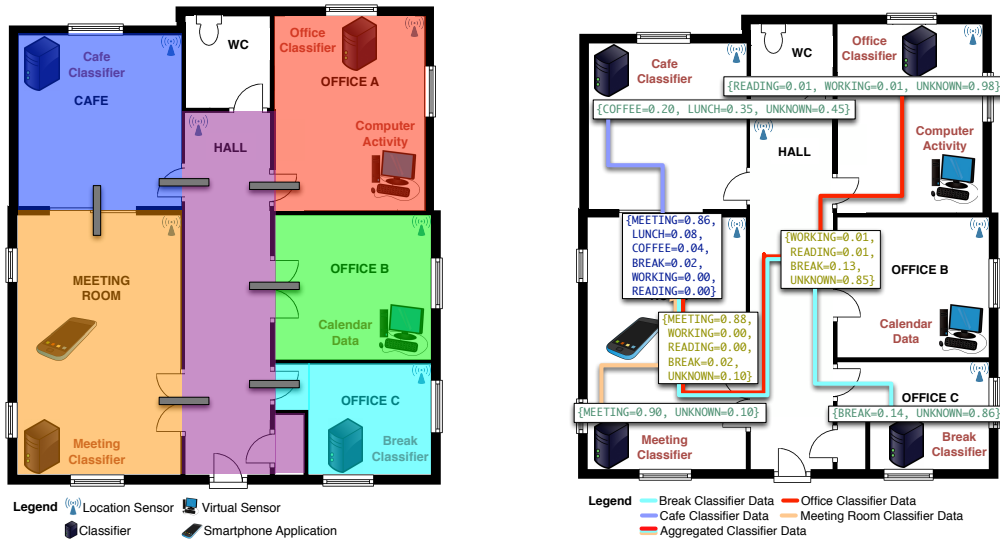 Cafe
Classifier
CAFE
WC
Office
Classifier
OFFICE A
Computer
Activity
HALL
MEETING
ROOM
OFFICE B
Calendar
Data
OFFICE C
Meeting
Classifier
Break
Classifier
Legend
Location Sensor
Virtual Sensor
Classifier
Smartphone Application
Cafe
Classifier
WC
Office
Classifier
{READING=0.01, WORKING=0.01, UNKNOWN=0.98}
{COFFEE=0.20, LUNCH=0.35, UNKNOWN=0.45}
Computer
Activity
HALL
{MEETING=0.86,
LUNCH=0.08,
COFFEE=0.04,
BREAK=0.02,
WORKING=0.00,
READING=0.00}
{WORKING=0.01,
READING=0.01,
BREAK=0.13,
UNKNOWN=0.85}
OFFICE B
{MEETING=0.88,
WORKING=0.00,
READING=0.00,
BREAK=0.02,
UNKNOWN=0.10}
Calendar
Data
OFFICE C
{MEETING=0.90, UNKNOWN=0.10}
{BREAK=0.14, UNKNOWN=0.86}
Meeting
Classifier
Break
Classifier
Legend
Break Classifier Data
Office Classifier Data
Cafe Classifier Data
Meeting Room Classifier Data
Aggregated Classifier Data